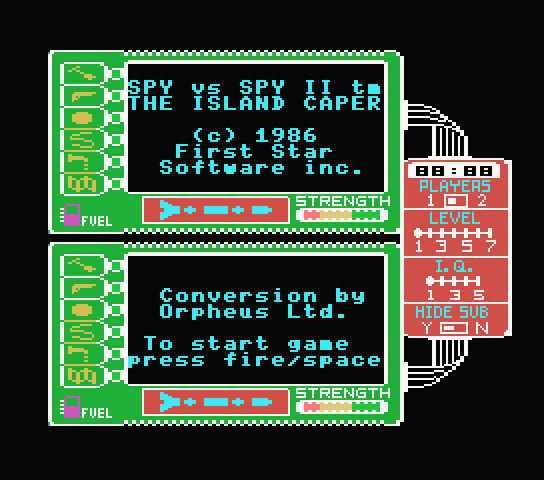 SPY vs SPY II tm
THE ISLAND CAPER
(c) 1986
First Star
Software inc.
STRENGTH
FUEL
88:88
PLAYERS
1 2
LEVEL
1 3 5 7
I.Q.
1 3 5
HIDE SUB
Y N
Conversion by
Orpheus Ltd.
To start game
press fire/space
STRENGTH
FUEL